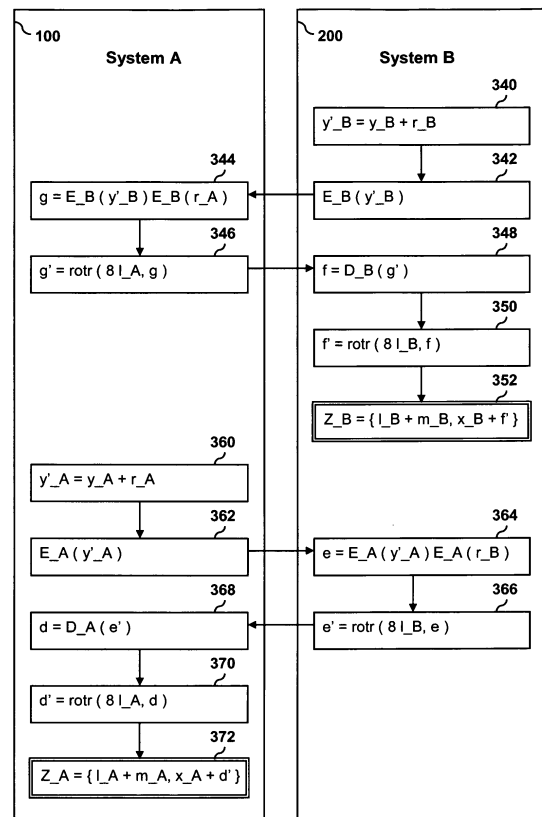 100
System A
200
System B
340
y'_B = y_B + r_B
342
E_B ( y'_B )
344
g = E_B ( y'_B ) E_B ( r_A )
346
g' = rotr ( 8 l_A, g )
348
f = D_B ( g' )
350
f' = rotr ( 8 l_B, f )
352
Z_B = { l_B + m_B, x_B + f' }
360
y'_A = y_A + r_A
362
E_A ( y'_A )
364
e = E_A ( y'_A ) E_A ( r_B )
366
e' = rotr ( 8 l_B, e )
368
d = D_A ( e' )
370
d' = rotr ( 8 l_A, d )
372
Z_A = { l_A + m_A, x_A + d' }